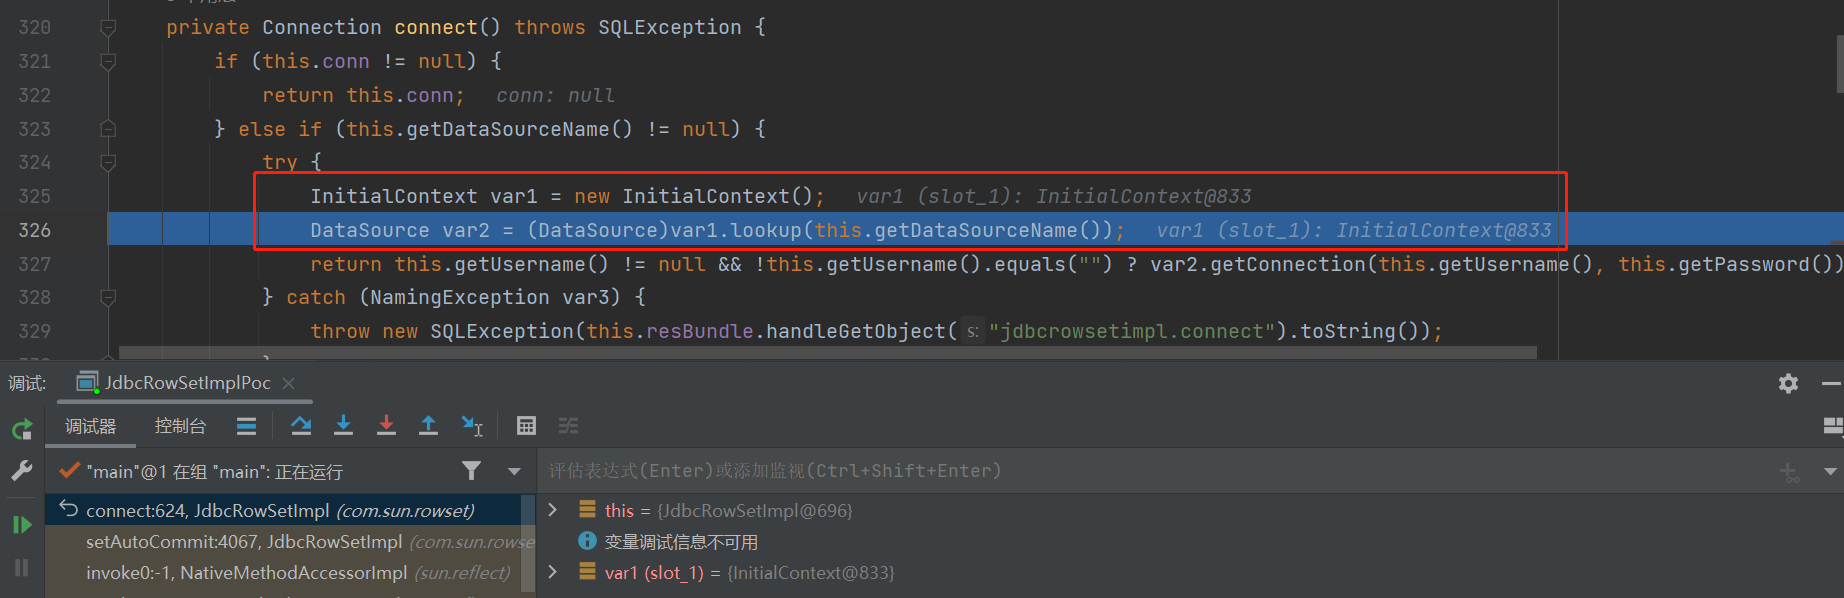 320 private Connection connect() throws SQLException {
321 if (this.conn != null) {
322 return this.conn; conn: null
323 } else if (this.getDataSourceName() != null) {
324 try {
325 InitialContext var1 = new InitialContext(); var1 (slot_1): InitialContext@833
326 DataSource var2 = (DataSource)var1.lookup(this.getDataSourceName()); var1 (slot_1): InitialContext@833
327 return this.getUsername() != null && !this.getUsername().equals("") ? var2.getConnection(this.getUsername(), this.getPassword())
328 } catch (NamingException var3) {
329 throw new SQLException(this.resBundle.handleGetObject( s: "jdbcrowsetimpl.connect").toString());
调试: JdbcRowSetImplPoc
调试器 控制台
"main"@1 在组 "main": 正在运行
评估表达式(Enter)或添加监视(Ctrl+Shift+Enter)
connect:624, JdbcRowSetImpl (com.sun.rowset)
this = {JdbcRowSetImpl@696}
setAutoCommit:4067, JdbcRowSetImpl (com.sun.rowse
变量调试信息不可用
invoke0:-1, NativeMethodAccessorImpl (sun.reflect)
var1 (slot_1) = {InitialContext@833}